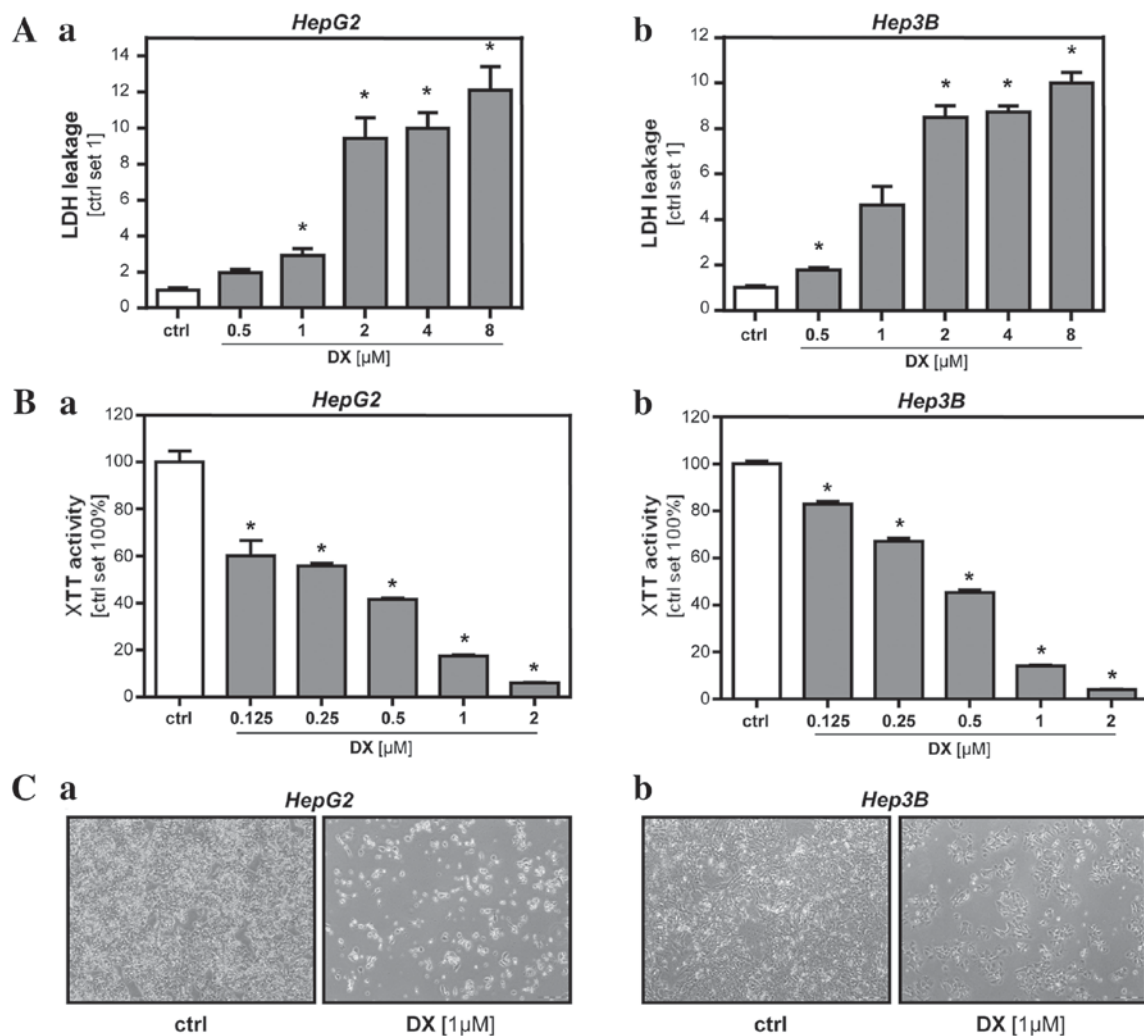 A a
HepG2
LDH leakage
[ctrl set 1]
14
12
10
8
6
4
2
0
* * * *
ctrl 0.5 1 2 4 8
DX [µM]
b
Hep3B
LDH leakage
[ctrl set 1]
12
10
8
6
4
2
0
* * * *
ctrl 0.5 1 2 4 8
DX [µM]
B a
HepG2
XTT activity
[ctrl set 100%]
120
100
80
60
40
20
0
* * * * *
ctrl 0.125 0.25 0.5 1 2
DX [µM]
b
Hep3B
XTT activity
[ctrl set 100%]
120
100
80
60
40
20
0
* * * * *
ctrl 0.125 0.25 0.5 1 2
DX [µM]
C a
HepG2
ctrl DX [1µM]
b
Hep3B
ctrl DX [1µM]